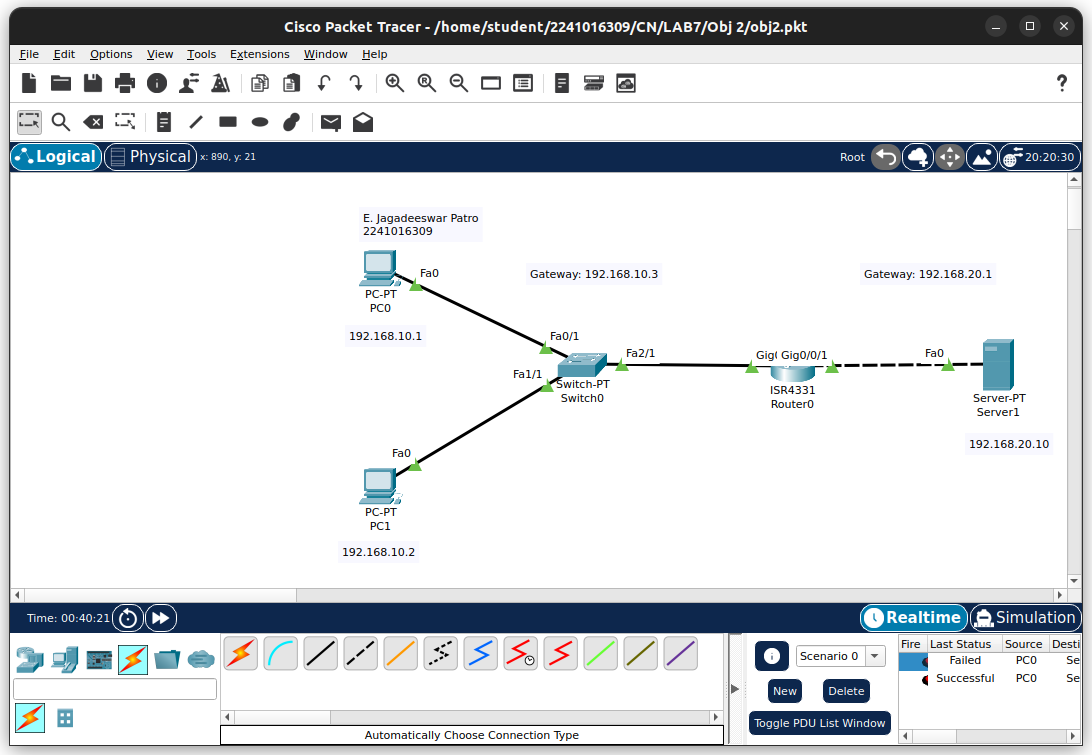 Cisco Packet Tracer - /home/student/2241016309/CN/LAB7/Obj 2/obj2.pkt
File Edit Options View Tools Extensions Window Help
Logical Physical x: 890, y: 21 Root 20:20:30
E. Jagadeeswar Patro
2241016309
Fa0
Gateway: 192.168.10.3
Gateway: 192.168.20.1
PC-PT
PC0
192.168.10.1
Fa0/1
Fa2/1
Gig0/0/1
Fa0
Fa1/1
Switch-PT
Switch0
ISR4331
Router0
Server-PT
Server1
192.168.20.10
Fa0
PC-PT
PC1
192.168.10.2
Time: 00:40:21 Realtime Simulation
Scenario 0
New Delete
Toggle PDU List Window
Fire Last Status Source Desti
Failed PC0 Se
Successful PC0 Se
Automatically Choose Connection Type